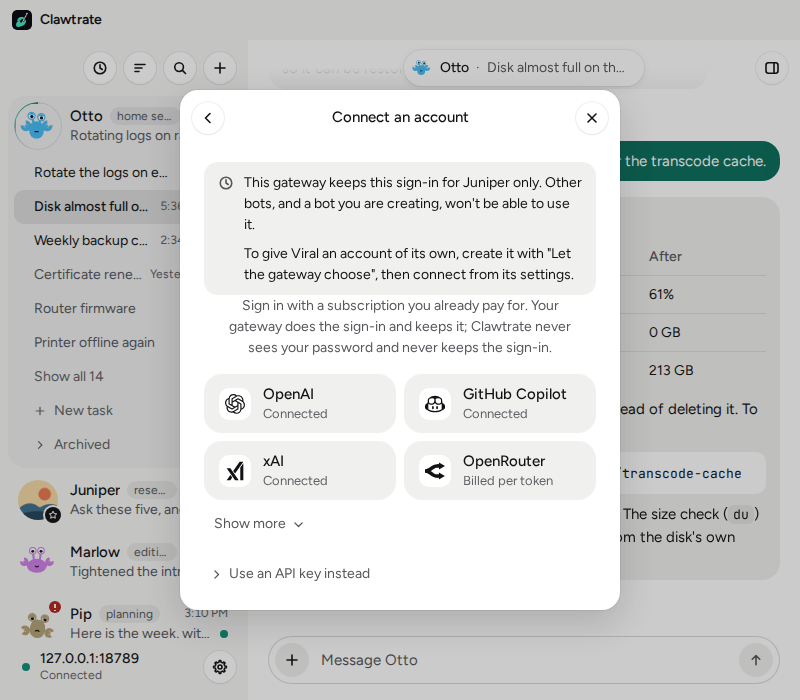 Clawtrate
Otto · Disk almost full on th...
Otto home se...
Rotating logs on r
Rotate the logs on e...
Disk almost full o... 5:36
Weekly backup c... 2:34
Certificate rene... Yeste
Router firmware
Printer offline again
Show all 14
+ New task
Archived
Juniper rese...
Ask these five, an
Marlow editi...
Tightened the intr
Pip planning 3:10 PM
Here is the week. wit...
127.0.0.1:18789
Connected
Connect an account
This gateway keeps this sign-in for Juniper only. Other
bots, and a bot you are creating, won't be able to use
it.
To give Viral an account of its own, create it with "Let
the gateway choose", then connect from its settings.
Sign in with a subscription you already pay for. Your
gateway does the sign-in and keeps it; Clawtrate never
sees your password and never keeps the sign-in.
OpenAI
Connected
GitHub Copilot
Connected
xAI
Connected
OpenRouter
Billed per token
Show more
Use an API key instead
the transcode cache.
After
61%
0 GB
213 GB
ead of deleting it. To
/transcode-cache
The size check (du)
om the disk's own
Message Otto